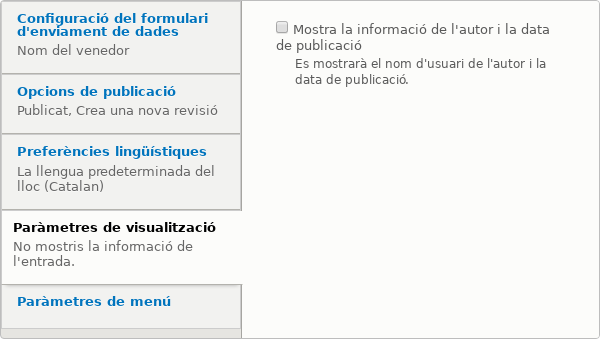 Configuració del formulari
d'enviament de dades
Nom del venedor
Opcions de publicació
Publicat, Crea una nova revisió
Preferències lingüístiques
La llengua predeterminada del
lloc (Catalan)
Paràmetres de visualització
No mostris la informació de
l'entrada.
Paràmetres de menú
Mostra la informació de l'autor i la data
de publicació
Es mostrarà el nom d'usuari de l'autor i la
data de publicació.